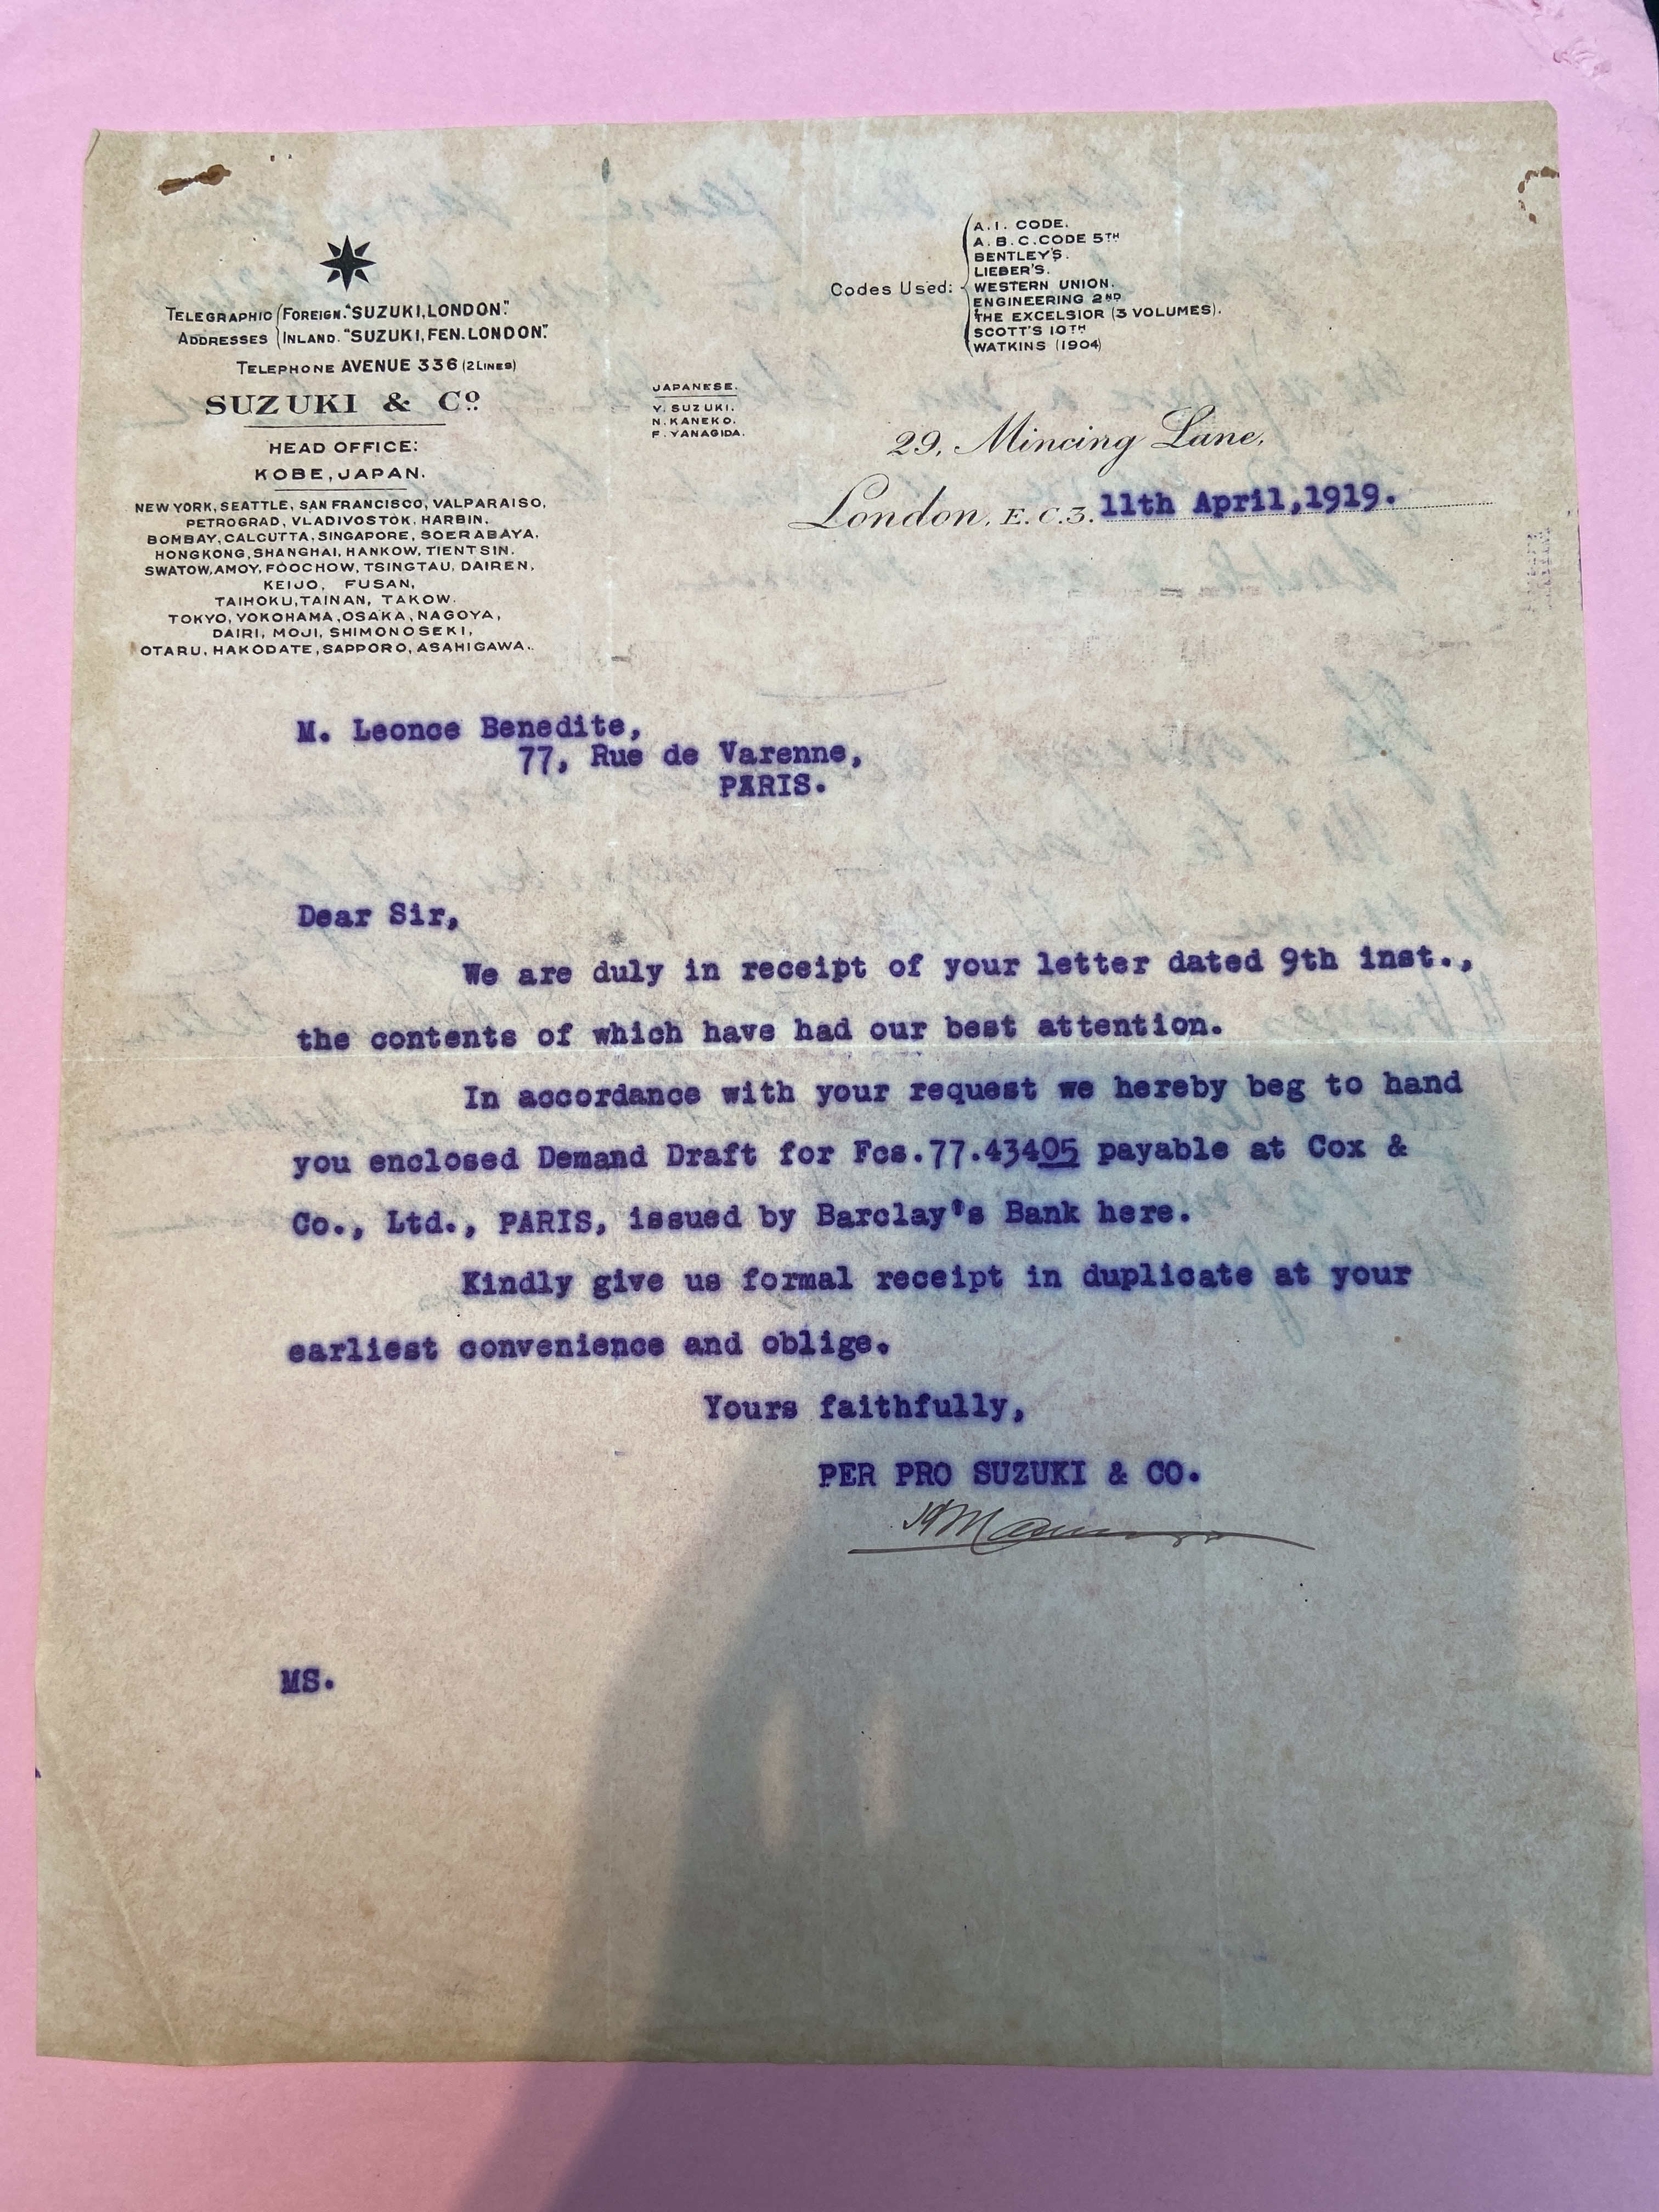 TELEGRAPHIC ADDRESSES
FOREIGN. "SUZUKI, LONDON".
INLAND. "SUZUKI, FEN. LONDON".
TELEPHONE AVENUE 336 (2 LINES)
SUZUKI & Co.
HEAD OFFICE:
KOBE, JAPAN.
NEW YORK, SEATTLE, SAN FRANCISCO, VALPARAISO,
PETROGRAD, VLADIVOSTOK, HARBIN.
BOMBAY, CALCUTTA, SINGAPORE, SOERABAYA.
HONGKONG, SHANGHAI, HANKOW, TIENTSIN.
SWATOW, AMOY, FOOCHOW, TSINGTAU, DAIREN,
KEIJO, FUSAN,
TAIHOKU, TAINAN, TAKOW.
TOKYO, YOKOHAMA, OSAKA, NAGOYA,
DAIRI, MOJI, SHIMONOSEKI,
OTARU, HAKODATE, SAPPORO, ASAHIGAWA.
JAPANESE.
Y. SUZUKI.
N. KANEKO.
F. YANAGIDA.
Codes Used:
A.I. CODE.
A.B.C. CODE 5TH
BENTLEY'S.
LIEBER'S.
WESTERN UNION.
ENGINEERING 2ND
THE EXCELSIOR (3 VOLUMES).
SCOTT'S 10TH
WATKINS (1904)
29, Mincing Lane,
London, E.C.3. 11th April, 1919.
M. Leonce Benedite,
77, Rue de Varenne,
PARIS.
Dear Sir,
We are duly in receipt of your letter dated 9th inst.,
the contents of which have had our best attention.
In accordance with your request we hereby beg to hand
you enclosed Demand Draft for Fcs.77.43405 payable at Cox &
Co., Ltd., PARIS, issued by Barclay's Bank here.
Kindly give us formal receipt in duplicate at your
earliest convenience and oblige.
Yours faithfully,
PER PRO SUZUKI & CO.
MS.